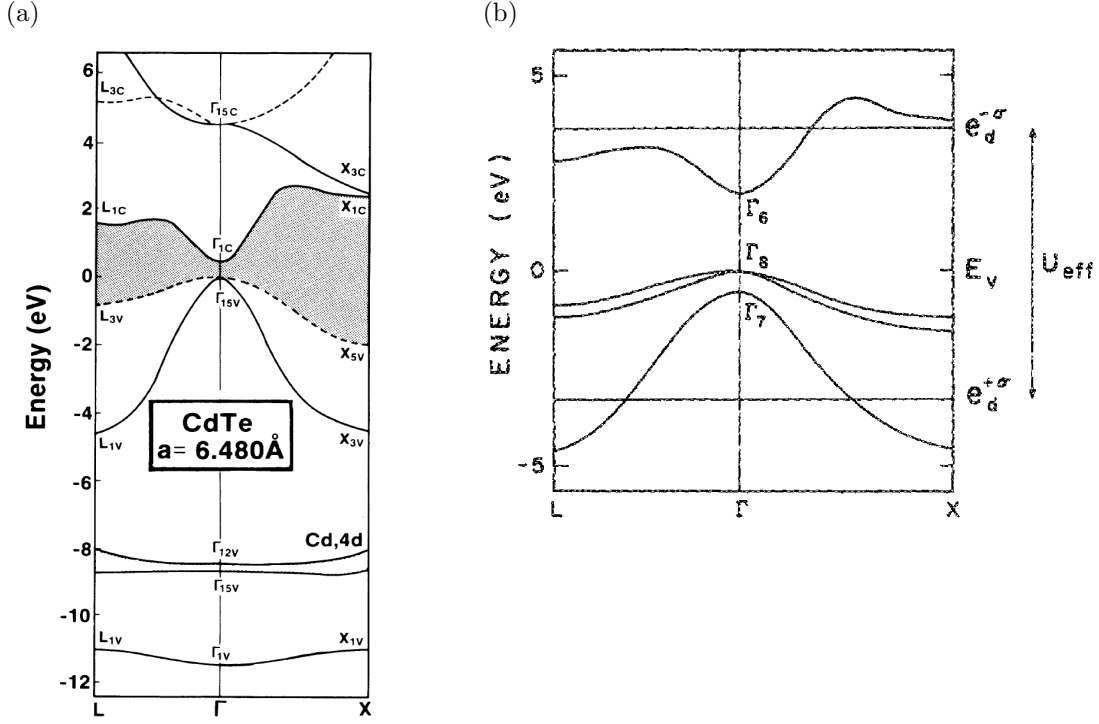 (a)
(b)
6
4
2
0
-2
-4
-6
-8
-10
-12
Energy (eV)
L3C
Γ15C
X3C
L1C
X1C
Γ1C
Γ15V
L3V
X5V
L1V
X3V
CdTe
a= 6.480Å
Cd,4d
Γ12V
Γ15V
L1V
Γ1V
X1V
L
Γ
X
5
0
-5
ENERGY (eV)
e_d^-σ
Γ6
Γ8
Ev
Ueff
Γ7
e_d^+σ
L
Γ
X